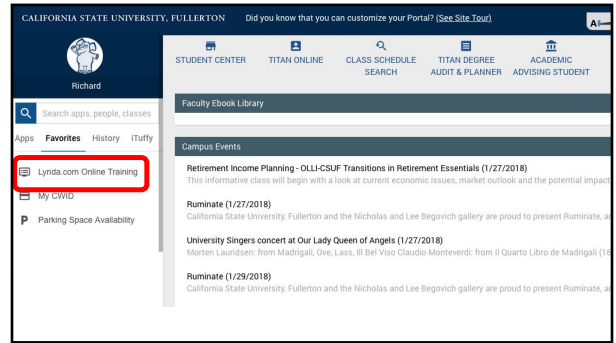 CALIFORNIA STATE UNIVERSITY, FULLERTON Did you know that you can customize your Portal? (See Site Tour) A
Richard
Search apps, people, classes
Apps Favorites History iTuffy
Lynda.com Online Training
My CWID
P Parking Space Availability
STUDENT CENTER
TITAN ONLINE
CLASS SCHEDULE
SEARCH
TITAN DEGREE
AUDIT & PLANNER
ACADEMIC
ADVISING STUDENT
Faculty Ebook Library
Campus Events
Retirement Income Planning - OLLI-CSUF Transitions in Retirement Essentials (1/27/2018)
This informative class will begin with a look at current economic issues, market outlook and the potential impact
Ruminate (1/27/2018)
California State University, Fullerton and the Nicholas and Lee Begovich gallery are proud to present Ruminate, an
University Singers concert at Our Lady Queen of Angels (1/27/2018)
Morten Lauridsen: from Madrigali, Ove, Lass, Ill Bel Viso Claudio Monteverdi: from Il Quarto Libro de Madrigali (16
Ruminate (1/29/2018)
California State University, Fullerton and the Nicholas and Lee Begovich gallery are proud to present Ruminate, an